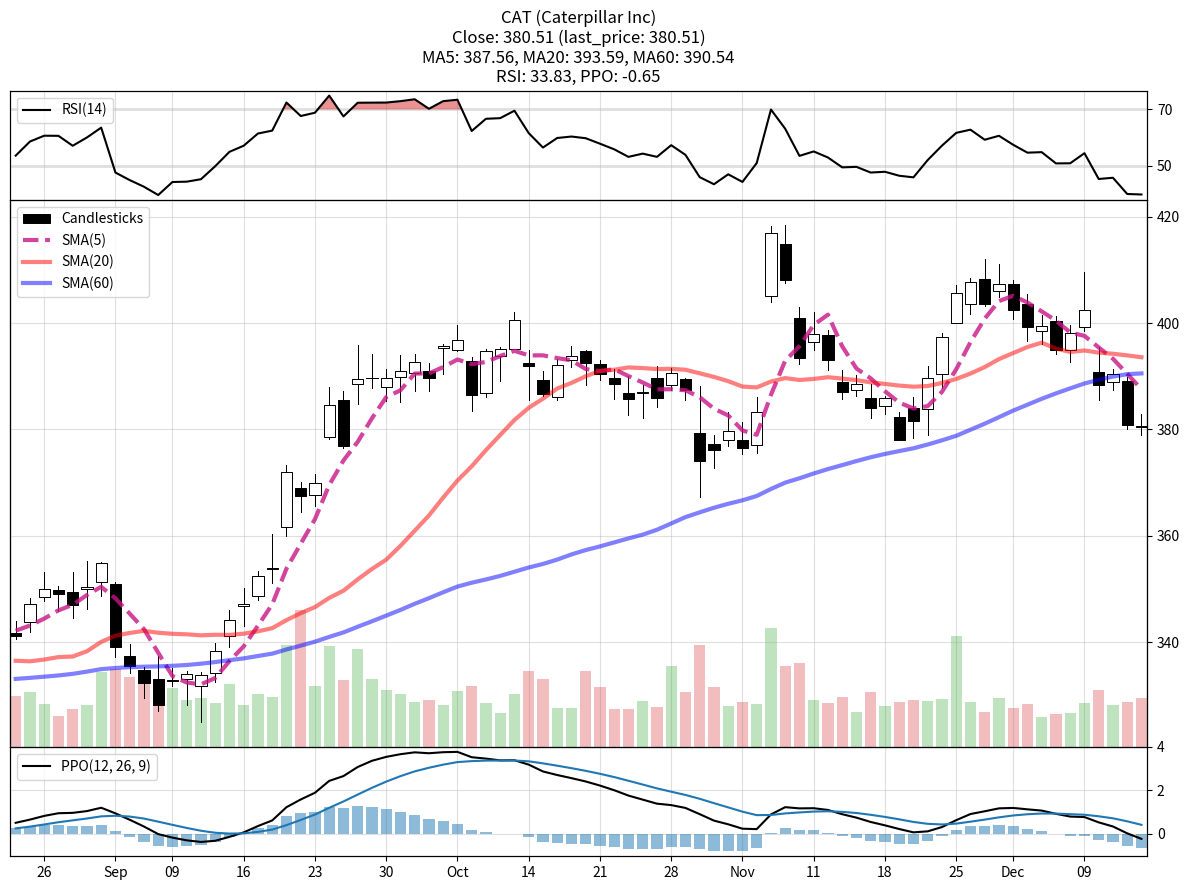 CAT (Caterpillar Inc)
Close: 380.51 (last_price: 380.51)
MA5: 387.56, MA20: 393.59, MA60: 390.54
RSI: 33.83, PPO: -0.65
RSI(14)
70
50
Candlesticks
SMA(5)
SMA(20)
SMA(60)
420
400
380
360
340
PPO(12, 26, 9)
4
2
0
26 Sep 09 16 23 30 Oct 14 21 28 Nov 11 18 25 Dec 09